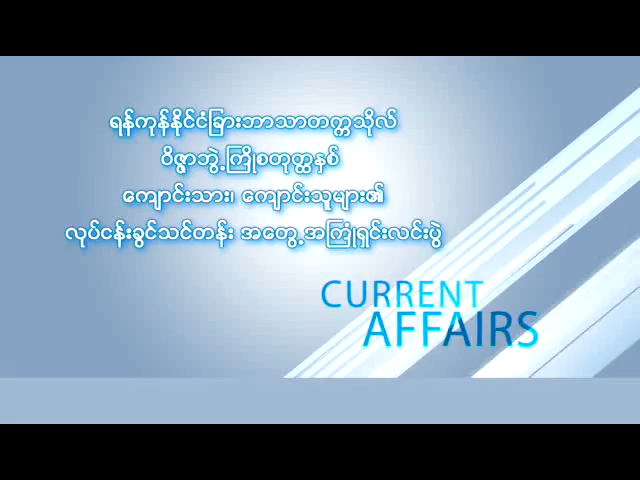 ရန်ကုန်နိုင်ငံခြားဘာသာတက္ကသိုလ်
ဝိဇ္ဇာဘွဲ့ကြိုစတုတ္ထနှစ်
ကျောင်းသား၊ ကျောင်းသူများ၏
လုပ်ငန်းခွင်သင်တန်း အတွေ့အကြုံရှင်းလင်းပွဲ
CURRENT
AFFAIRS